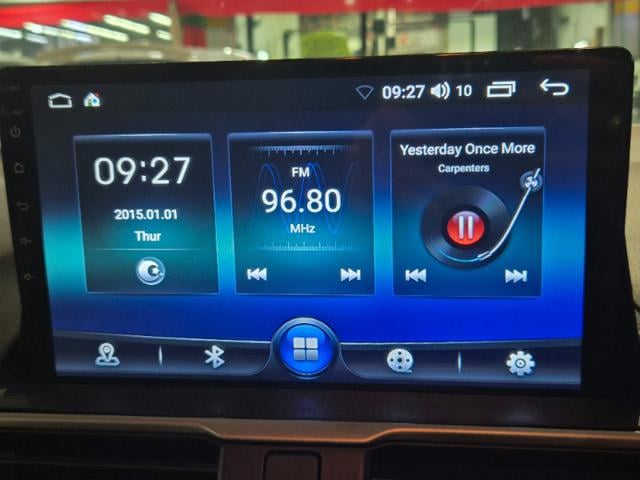 09:27 10
09:27
2015.01.01
Thur
FM
96.80
MHz
Yesterday Once More
Carpenters